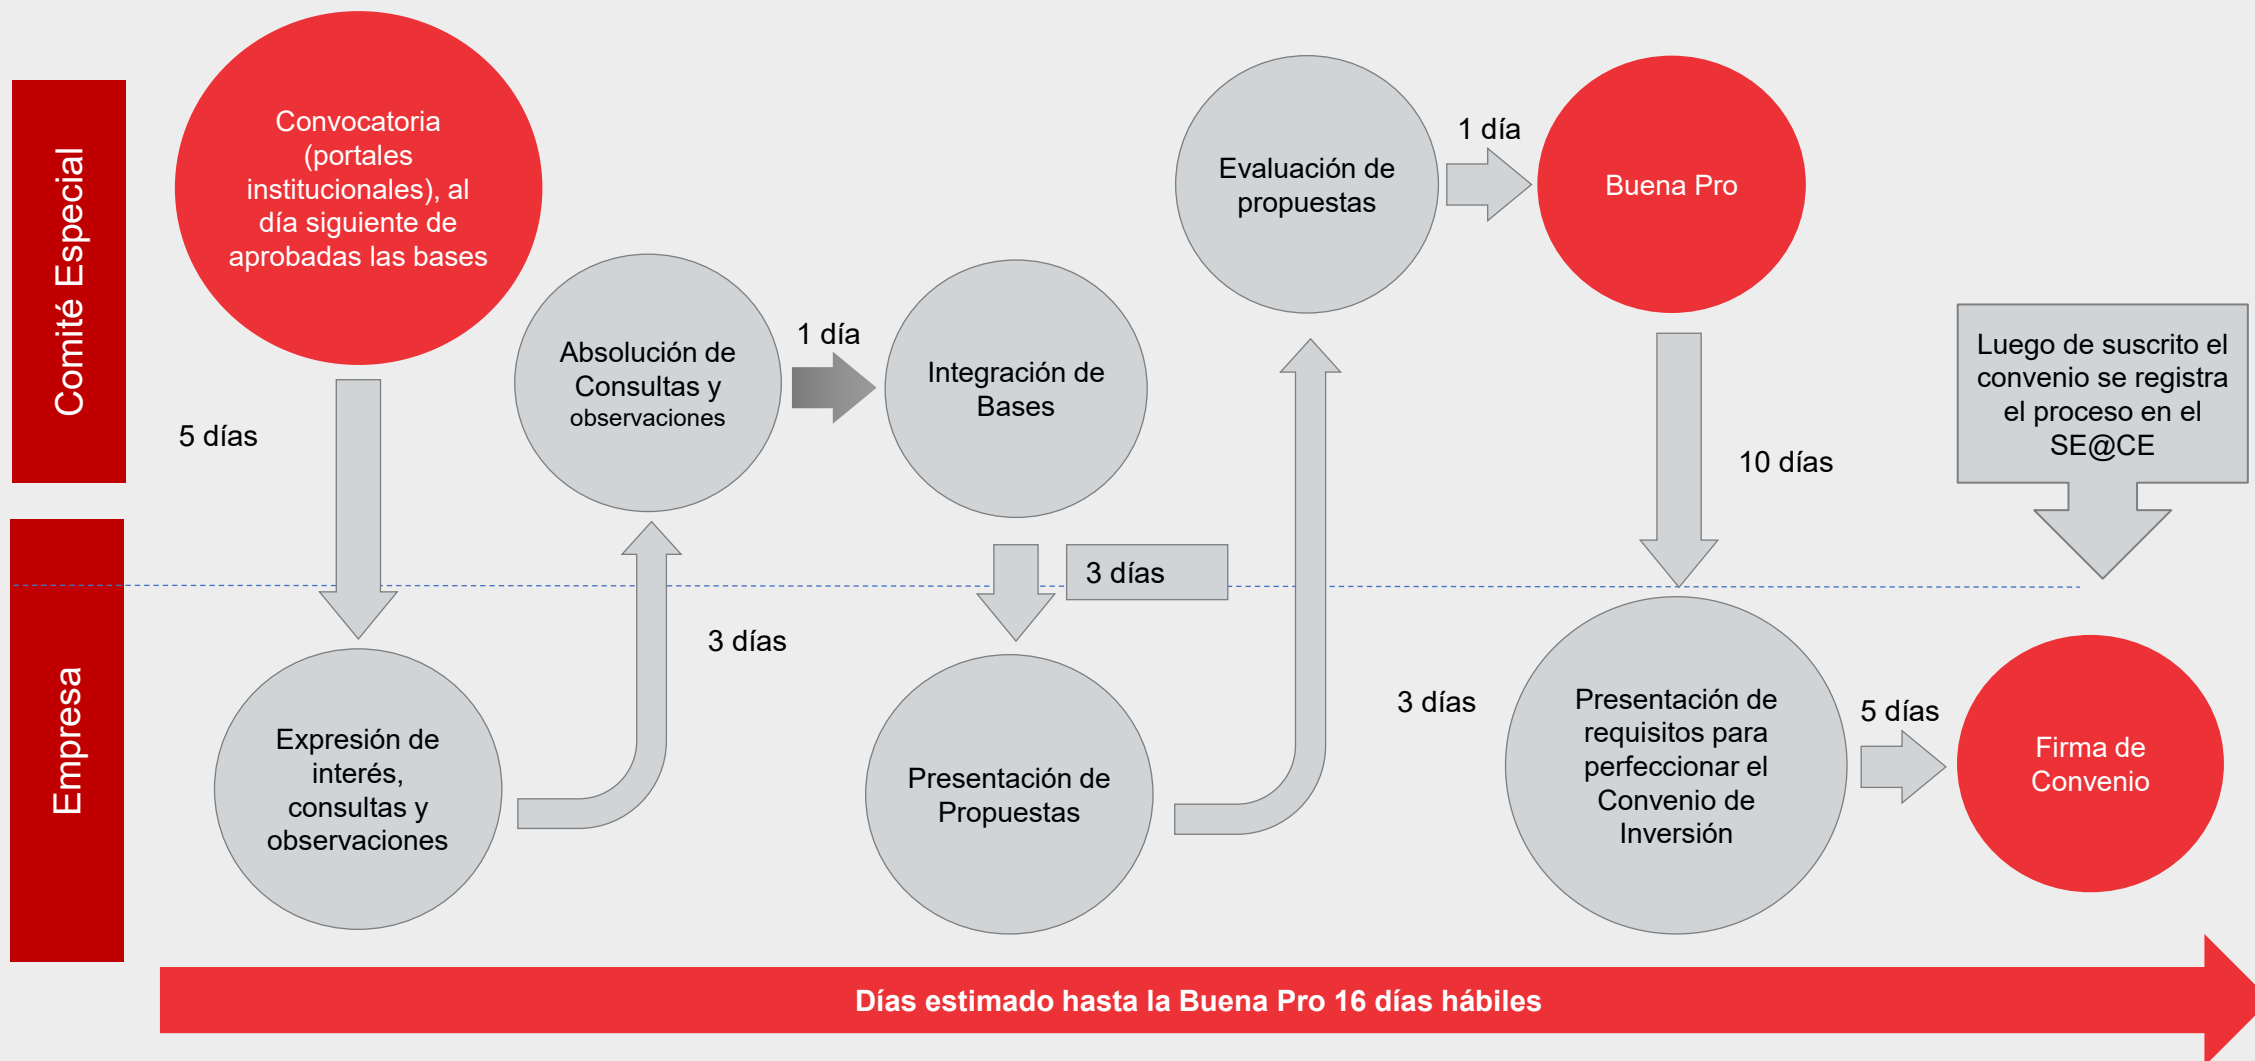 Comité Especial
Convocatoria
(portales
institucionales), al
día siguiente de
aprobadas las bases
5 días
Expresión de
interés,
consultas y
observaciones
3 días
Absolución de
Consultas y
observaciones
1 día
Integración de
Bases
3 días
Presentación de
Propuestas
3 días
Evaluación de
propuestas
1 día
Buena Pro
10 días
Presentación de
requisitos para
perfeccionar el
Convenio de
Inversión
5 días
Firma de
Convenio
Luego de suscrito el
convenio se registra
el proceso en el
SE@CE
Empresa
Días estimado hasta la Buena Pro 16 días hábiles